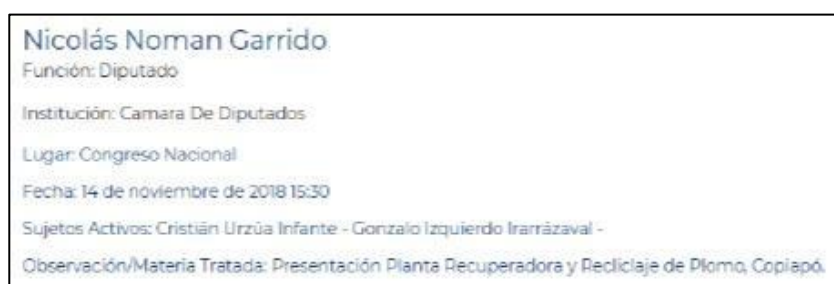 Nicolás Noman Garrido
Función: Diputado
Institución: Camara De Diputados
Lugar: Congreso Nacional
Fecha: 14 de noviembre de 2018 15:30
Sujetos Activos: Cristián Urzúa Infante - Gonzalo Izquierdo Irarrázaval -
Observación/Materia Tratada: Presentación Planta Recuperadora y Recliclaje de Plomo, Copiapó.